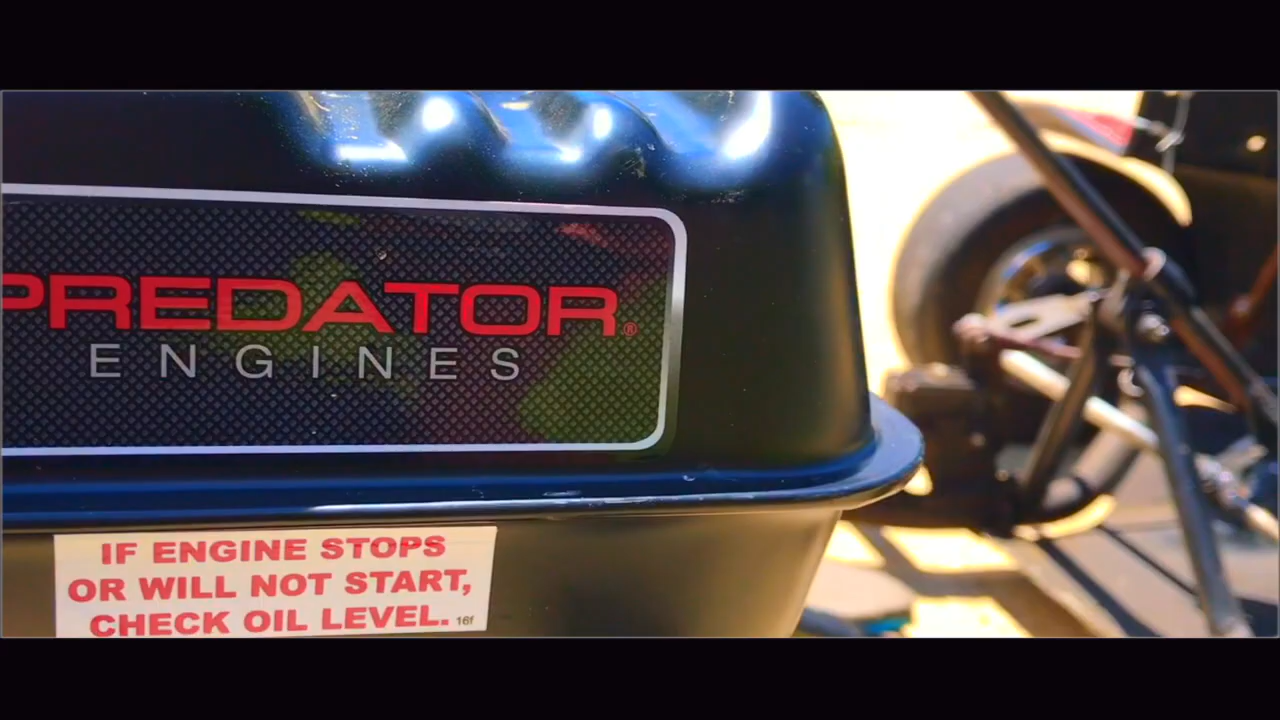 PREDATOR®
ENGINES
IF ENGINE STOPS
OR WILL NOT START,
CHECK OIL LEVEL. 16f